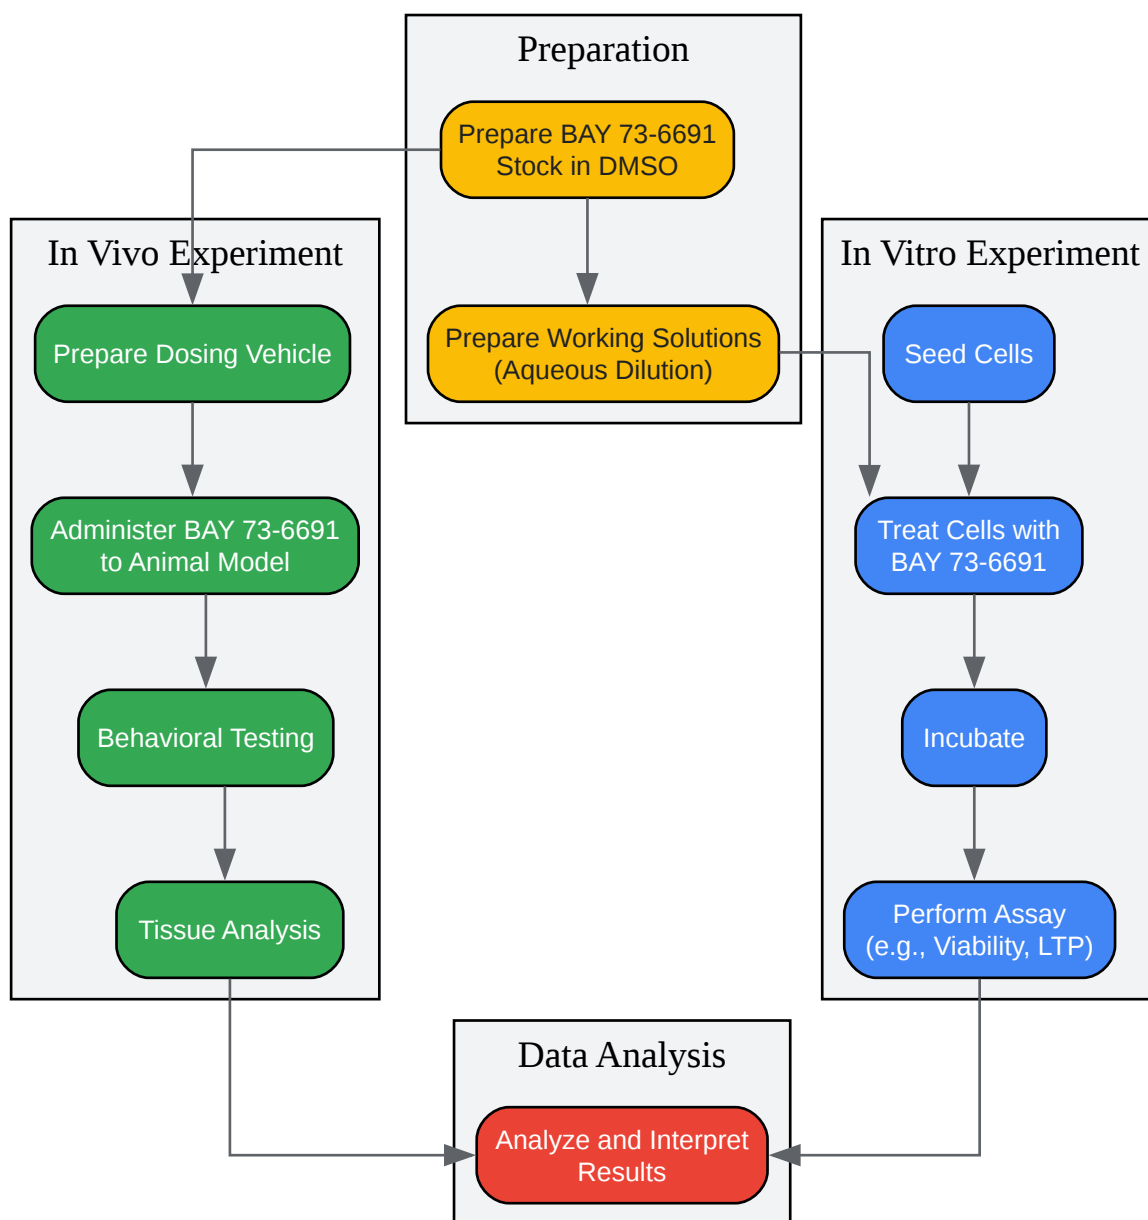 Preparation
Prepare BAY 73-6691
Stock in DMSO
Prepare Working Solutions
(Aqueous Dilution)
In Vivo Experiment
Prepare Dosing Vehicle
Administer BAY 73-6691
to Animal Model
Behavioral Testing
Tissue Analysis
In Vitro Experiment
Seed Cells
Treat Cells with
BAY 73-6691
Incubate
Perform Assay
(e.g., Viability, LTP)
Data Analysis
Analyze and Interpret
Results